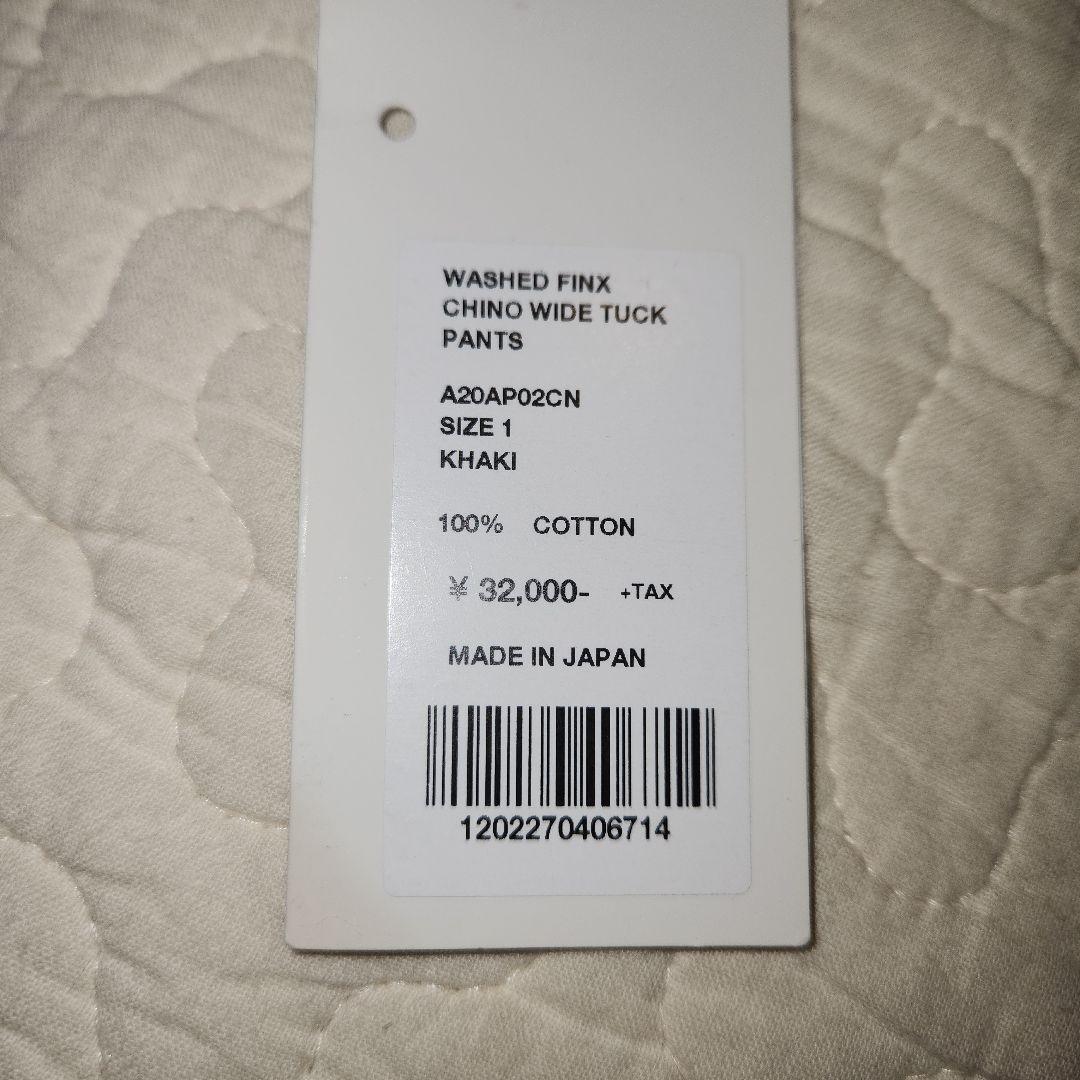 WASHED FINX
CHINO WIDE TUCK
PANTS
A20AP02CN
SIZE 1
KHAKI
100% COTTON
¥ 32,000- +TAX
MADE IN JAPAN
1202270406714